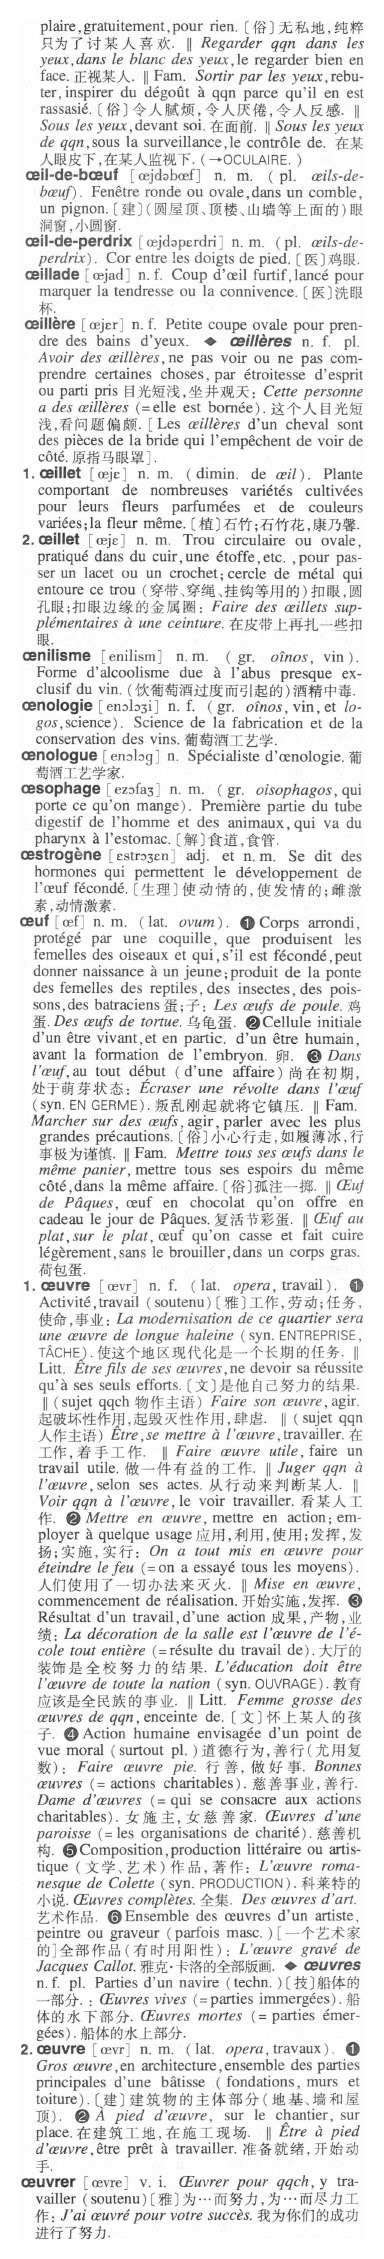 plaire,gratuitement,pour rien.〔俗〕无私地,纯粹
只为了讨某人喜欢. ‖ Regarder qqn dans les
yeux,dans le blanc des yeux,le regarder bien en
face. 正视某人. ‖ Fam. Sortir par les yeux,rebu-
ter,inspirer du dégoût à qqn parce qu'il en est
rassasié.〔俗〕令人腻烦,令人厌倦,令人反感. ‖
Sous les yeux,devant soi. 在面前. ‖ Sous les yeux
de qqn,sous la surveillance,le contrôle de. 在某
人眼皮下,在某人监视下. (→OCULAIRE. )
œil-de-bœuf [œjdəbœf] n. m. ( pl. œils-de-
bœuf). Fenêtre ronde ou ovale,dans un comble,
un pignon.〔建〕(圆屋顶、顶楼、山墙等上面的)眼
洞窗,小圆窗.
œil-de-perdrix [œjdəpɛrdri] n. m. ( pl. œils-de-
perdrix). Cor entre les doigts de pied.〔医〕鸡眼.
œillade [œjad] n. f. Coup d'œil furtif,lancé pour
marquer la tendresse ou la connivence.〔医〕洗眼
杯.
œillère [œjɛr] n. f. Petite coupe ovale pour pren-
dre des bains d'yeux. ◆ œillères n. f. pl.
Avoir des œillères,ne pas voir ou ne pas com-
prendre certaines choses, par étroitesse d'esprit
ou parti pris 目光短浅,坐井观天: Cette personne
a des œillères (=elle est bornée). 这个人目光短
浅,看问题偏颇. [Les œillères d'un cheval sont
des pièces de la bride qui l'empêchent de voir de
côté. 原指马眼罩].
1. œillet [œjɛ] n. m. ( dimin. de œil). Plante
comportant de nombreuses variétés cultivées
pour leurs fleurs parfumées et de couleurs
variées;la fleur même.〔植〕石竹;石竹花,康乃馨.
2. œillet [œjɛ] n. m. Trou circulaire ou ovale,
pratiqué dans du cuir,une étoffe,etc. ,pour pas-
ser un lacet ou un crochet;cercle de métal qui
entoure ce trou (穿带、穿绳、挂钩等用的)扣眼,圆
孔眼;扣眼边缘的金属圈: Faire des œillets sup-
plémentaires à une ceinture. 在皮带上再扎一些扣
眼.
œnilisme [enilism] n. m. ( gr. oînos, vin ).
Forme d'alcoolisme due à l'abus presque ex-
clusif du vin. (饮葡萄酒过度而引起的)酒精中毒.
œnologie [enɔlɔʒi] n. f. ( gr. oînos,vin,et lo-
gos,science). Science de la fabrication et de la
conservation des vins. 葡萄酒工艺学.
œnologue [enɔlɔg] n. Spécialiste d'œnologie. 葡
萄酒工艺学家.
œsophage [ezɔfaʒ] n. m. ( gr. oisophagos, qui
porte ce qu'on mange). Première partie du tube
digestif de l'homme et des animaux, qui va du
pharynx à l'estomac.〔解〕食道,食管.
œstrogène [ɛstrɔʒɛn] adj. et n. m. Se dit des
hormones qui permettent le développement de
l'œuf fécondé.〔生理〕使动情的,使发情的;雌激
素,动情激素.
œuf [œf] n. m. (lat. ovum). ❶ Corps arrondi,
protégé par une coquille, que produisent les
femelles des oiseaux et qui,s'il est fécondé,peut
donner naissance à un jeune;produit de la ponte
des femelles des reptiles,des insectes,des pois-
sons,des batraciens 蛋;子: Les œufs de poule. 鸡
蛋. Des œufs de tortue. 乌龟蛋. ❷Cellule initiale
d'un être vivant,et en partic. d'un être humain,
avant la formation de l'embryon. 卵. ❸ Dans
l'œuf,au tout début ( d'une affaire) 尚在初期,
处于萌芽状态: Écraser une révolte dans l'œuf
(syn. EN GERME). 叛乱刚起就将它镇压. ‖ Fam.
Marcher sur des œufs,agir,parler avec les plus
grandes précautions.〔俗〕小心行走,如履薄冰,行
事极为谨慎. ‖ Fam. Mettre tous ses œufs dans le
même panier,mettre tous ses espoirs du même
côté,dans la même affaire.〔俗〕孤注一掷. ‖ Œuf
de Pâques, œuf en chocolat qu'on offre en
cadeau le jour de Pâques. 复活节彩蛋. ‖ Œuf au
plat,sur le plat,œuf qu'on casse et fait cuire
légèrement,sans le brouiller,dans un corps gras.
荷包蛋.
1. œuvre [œvr] n. f. ( lat. opera, travail). ❶
Activité,travail (soutenu)〔雅〕工作,劳动;任务,
使命,事业: La modernisation de ce quartier sera
une œuvre de longue haleine (syn. ENTREPRISE,
TÂCHE). 使这个地区现代化是一个长期的任务. ‖
Litt. Être fils de ses œuvres,ne devoir sa réussite
qu'à ses seuls efforts.〔文〕是他自己努力的结果.
‖ (sujet qqch 物作主语) Faire son œuvre,agir.
起破坏性作用,起毁灭性作用,肆虐. ‖ (sujet qqn
人作主语) Être,se mettre à l'œuvre,travailler. 在
工作,着手工作. ‖ Faire œuvre utile,faire un
travail utile. 做一件有益的工作. ‖ Juger qqn à
l'œuvre,selon ses actes. 从行动来判断某人. ‖
Voir qqn à l'œuvre,le voir travailler. 看某人工
作. ❷ Mettre en œuvre,mettre en action; em-
ployer à quelque usage 应用,利用,使用;发挥,发
扬;实施,实行: On a tout mis en œuvre pour
éteindre le feu (=on a essayé tous les moyens).
人们使用了一切办法来灭火. ‖ Mise en œuvre,
commencement de réalisation. 开始实施,发挥. ❸
Résultat d'un travail,d'une action 成果,产物,业
绩: La décoration de la salle est l'œuvre de l'é-
cole tout entière (=résulte du travail de). 大厅的
装饰是全校努力的结果. L'éducation doit être
l'œuvre de toute la nation (syn. OUVRAGE). 教育
应该是全民族的事业. ‖ Litt. Femme grosse des
œuvres de qqn,enceinte de.〔文〕怀上某人的孩
子. ❹ Action humaine envisagée d'un point de
vue moral (surtout pl. )道德行为,善行(尤用复
数): Faire œuvre pie. 行善,做好事. Bonnes
œuvres (= actions charitables). 慈善事业,善行.
Dame d'œuvres (= qui se consacre aux actions
charitables). 女施主,女慈善家. Œuvres d'une
paroisse (=les organisations de charité). 慈善机
构. ❺Composition,production littéraire ou artis-
tique (文学、艺术)作品,著作: L'œuvre roma-
nesque de Colette (syn. PRODUCTION). 科莱特的
小说. Œuvres complètes. 全集. Des œuvres d'art.
艺术作品. ❻Ensemble des œuvres d'un artiste,
peintre ou graveur (parfois masc. )[一个艺术家
的]全部作品(有时用阳性): L'œuvre gravé de
Jacques Callot. 雅克·卡洛的全部版画. ◆ œuvres
n. f. pl. Parties d'un navire (techn. )〔技〕船体的
一部分. : Œuvres vives (=parties immergées). 船
体的水下部分. Œuvres mortes (= parties émer-
gées). 船体的水上部分.
2. œuvre [œvr] n. m. (lat. opera,travaux). ❶
Gros œuvre,en architecture,ensemble des parties
principales d'une bâtisse ( fondations, murs et
toiture).〔建〕建筑物的主体部分(地基、墙和屋
顶). ❷ À pied d'œuvre, sur le chantier, sur
place. 在建筑工地,在施工现场. ‖ Être à pied
d'œuvre,être prêt à travailler. 准备就绪,开始动
手.
œuvrer [œvre] v. i. Œuvrer pour qqch,y tra-
vailler (soutenu)〔雅〕为…而努力,为…而尽力工
作: J'ai œuvré pour votre succès. 我为你们的成功
进行了努力.